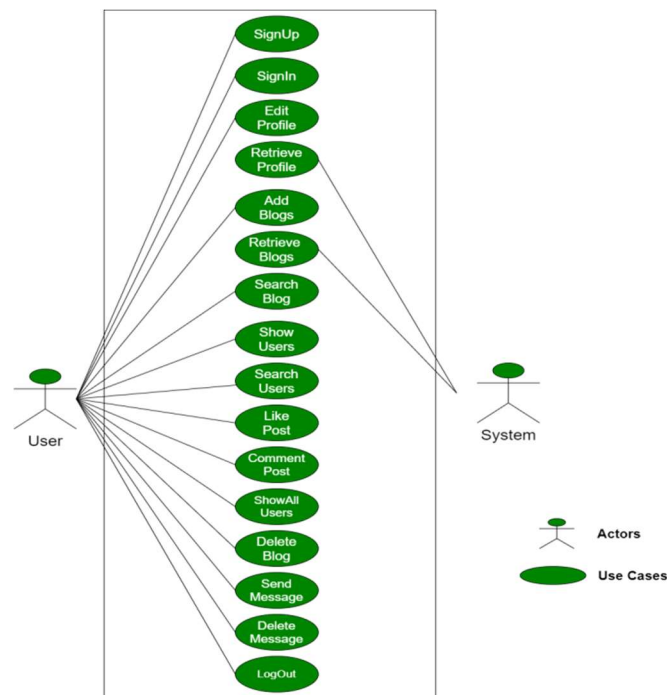 SignUp
SignIn
Edit
Profile
Retrieve
Profile
Add
Blogs
Retrieve
Blogs
Search
Blog
Show
Users
Search
Users
Like
Post
Comment
Post
ShowAll
Users
Delete
Blog
Send
Message
Delete
Message
LogOut
User
System
Actors
Use Cases